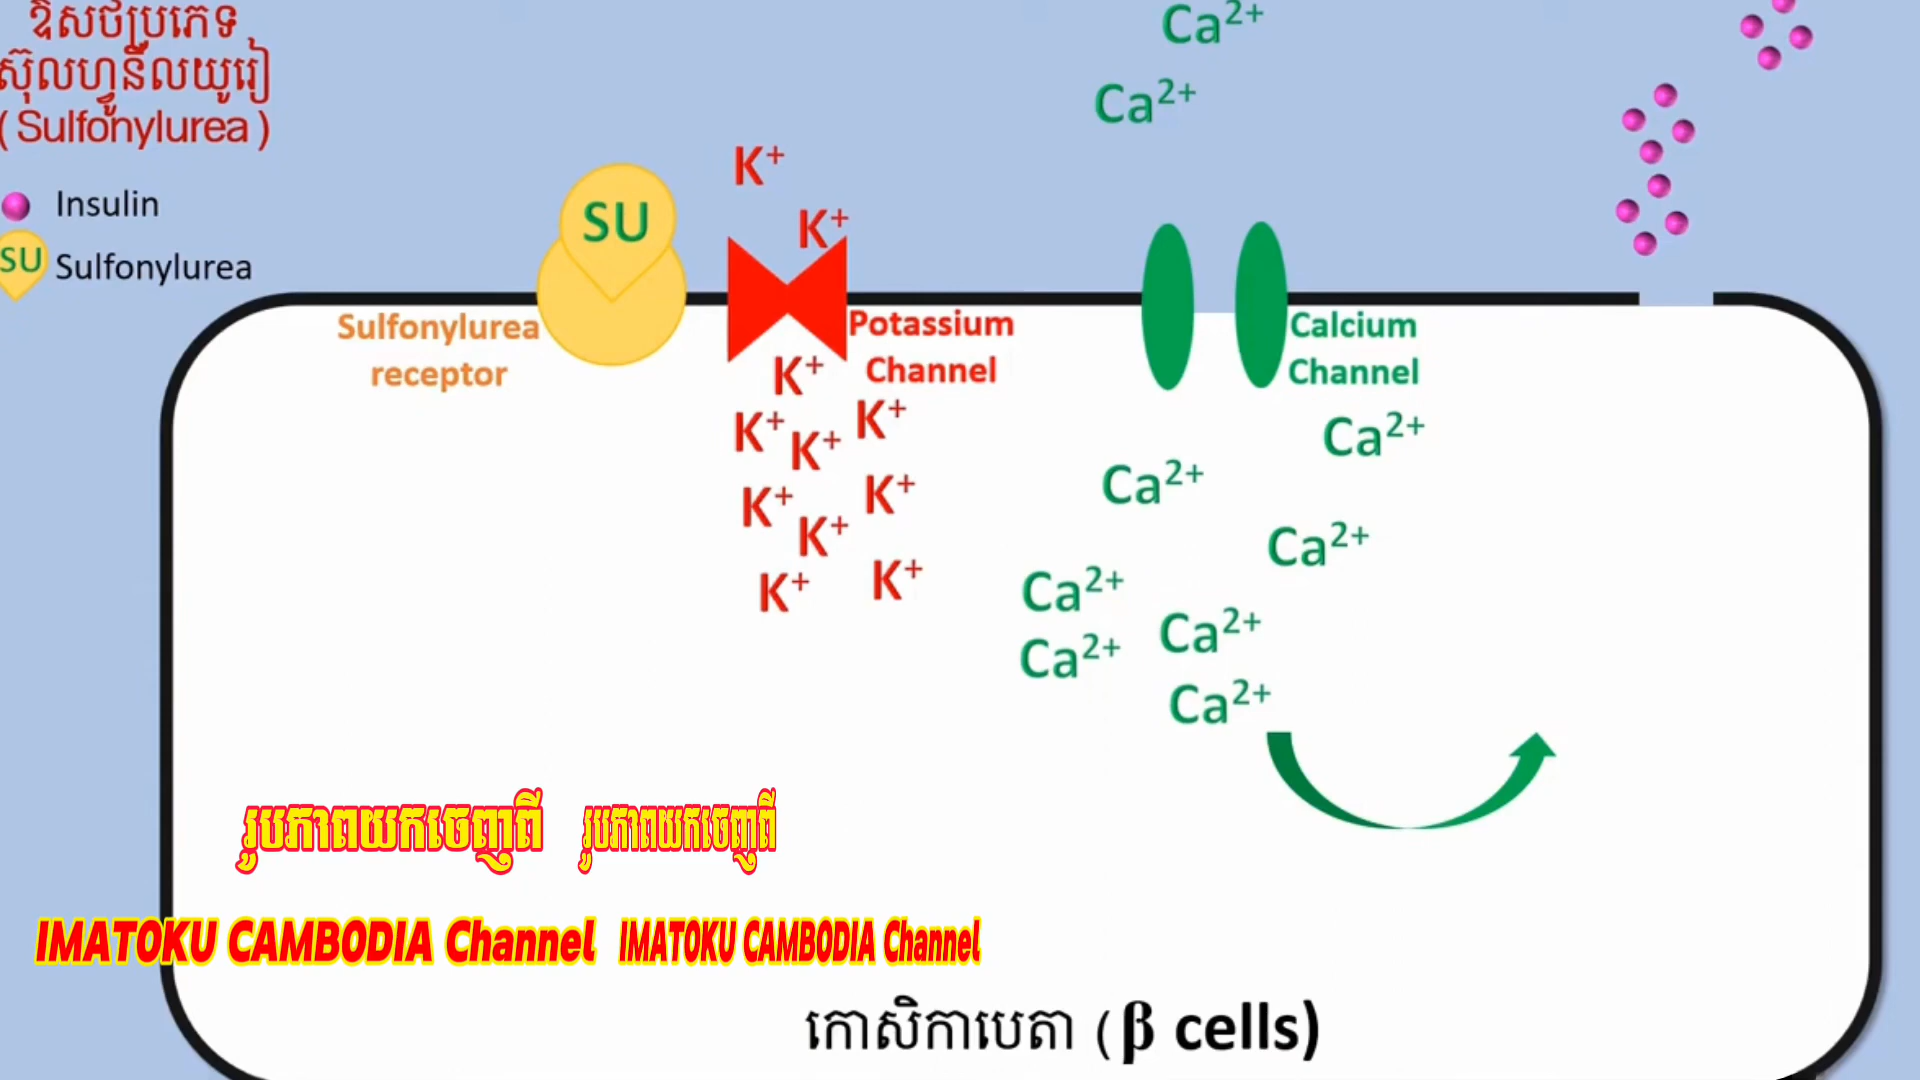 ឱសថប្រភេទ
ស៊ុលហ្វូនីលយូរៀ
(Sulfonylurea)
Insulin
SU Sulfonylurea
SU
Sulfonylurea
receptor
K⁺
K⁺
Potassium
Channel
K⁺
K⁺
K⁺
K⁺
K⁺
K⁺
K⁺
K⁺
K⁺
Ca²⁺
Ca²⁺
Calcium
Channel
Ca²⁺
Ca²⁺
Ca²⁺
Ca²⁺
Ca²⁺
Ca²⁺
Ca²⁺
រូបភាពយកចេញពី រូបភាពយកចេញពី
IMATOKU CAMBODIA Channel IMATOKU CAMBODIA Channel
កោសិកាបេតា (β cells)